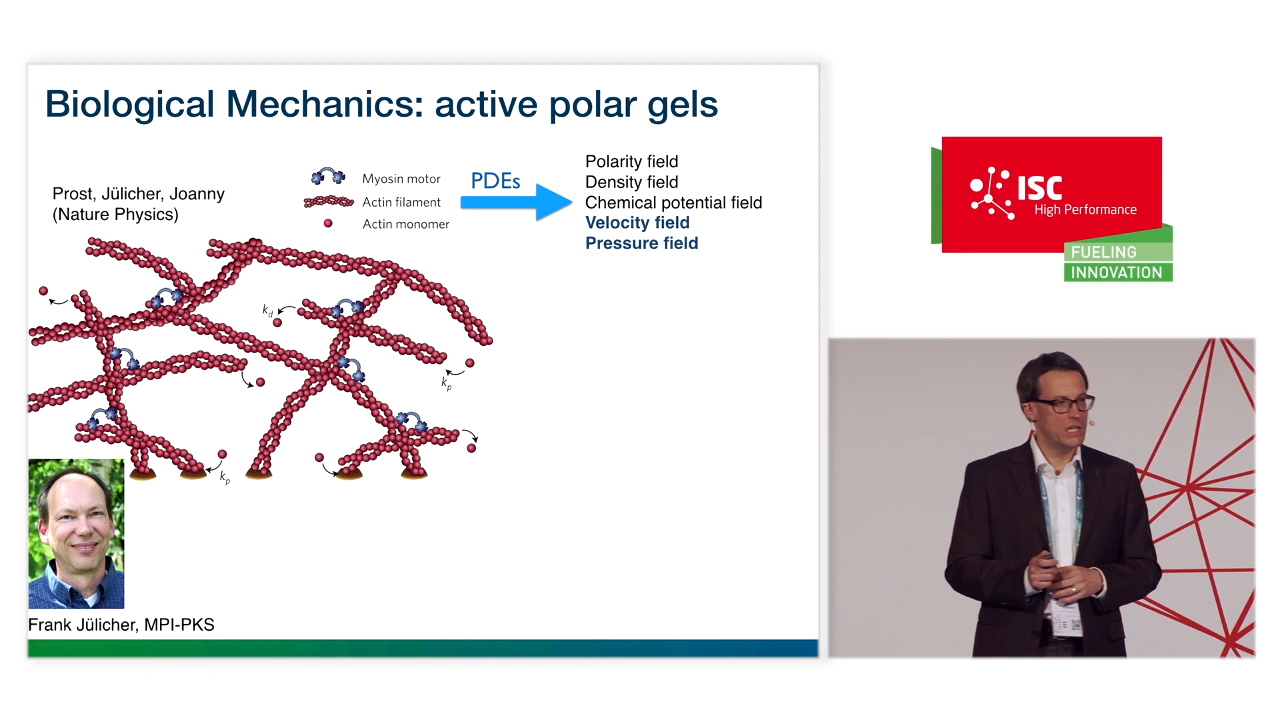 Biological Mechanics: active polar gels
Prost, Jülicher, Joanny
(Nature Physics)
Myosin motor
Actin filament
Actin monomer
PDEs
Polarity field
Density field
Chemical potential field
Velocity field
Pressure field
k_d
k_p
k_p
Frank Jülicher, MPI-PKS
ISC
High Performance
FUELING
INNOVATION